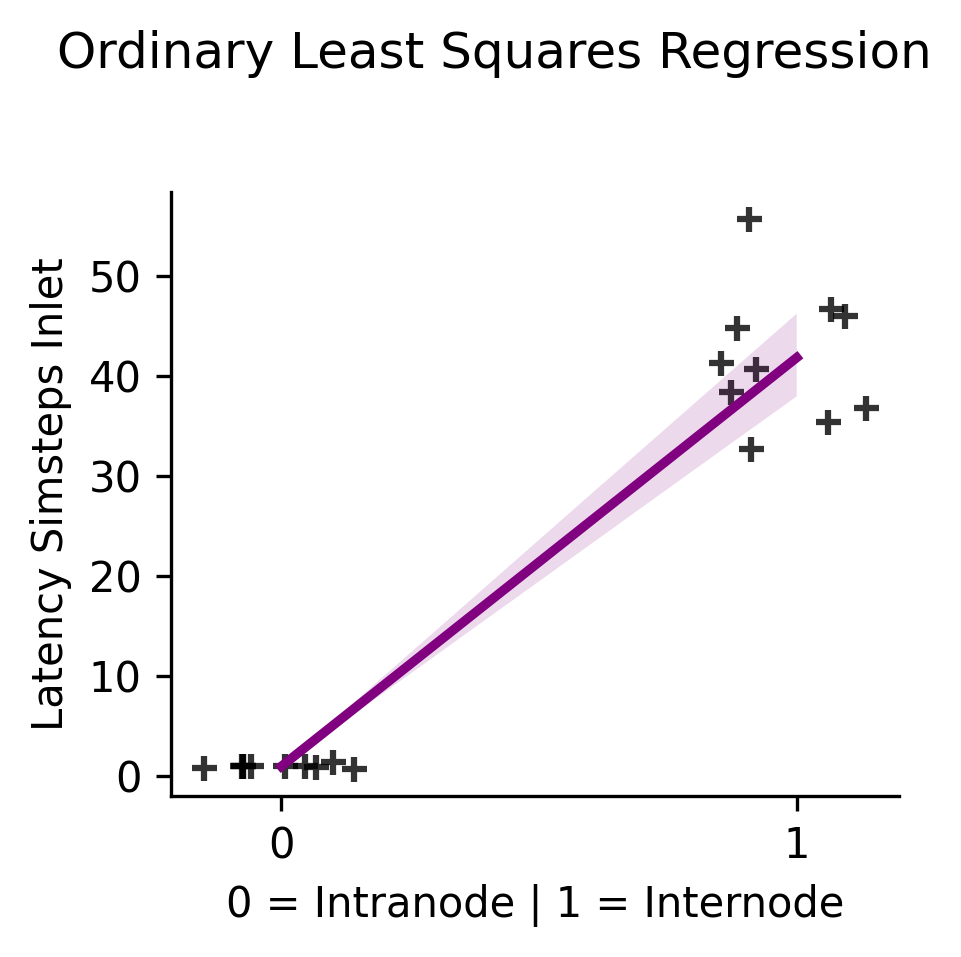 Ordinary Least Squares Regression
Latency Simsteps Inlet
50
40
30
20
10
0
0 1
0 = Intranode | 1 = Internode